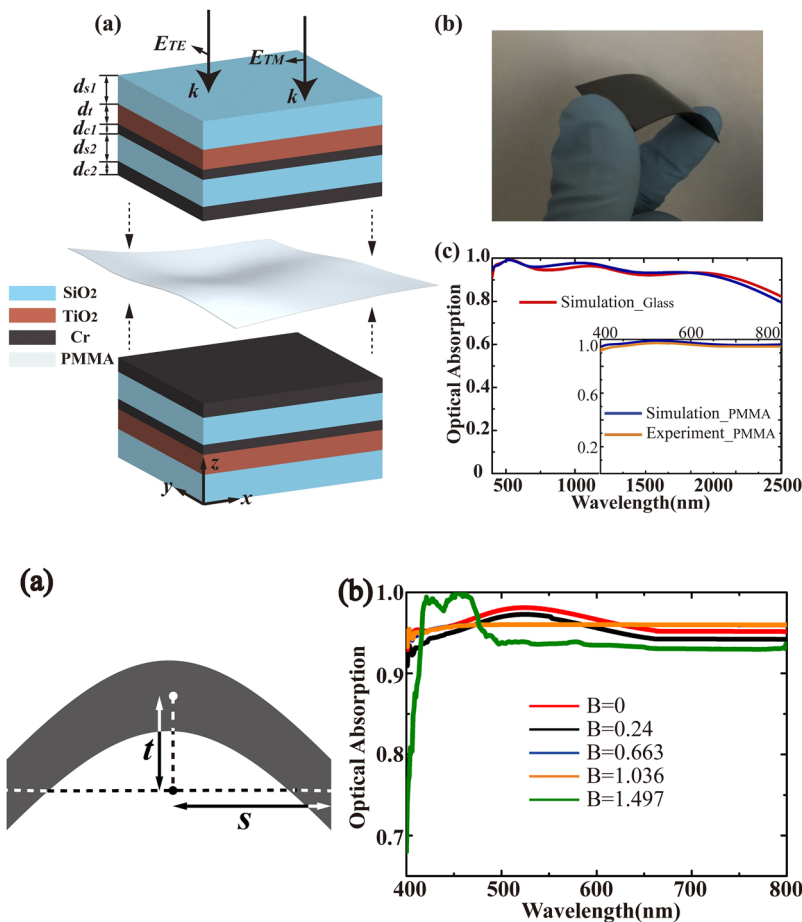 (a)
E_TE
E_TM
k
k
d_s1
d_t
d_c1
d_s2
d_c2
SiO₂
TiO₂
Cr
PMMA
z
y
x
(b)
(c)
1.0
0.8
0.6
0.4
0.2
0
Optical Absorption
Simulation_Glass
400 600 800
1.0
0.6
0.2
Simulation_PMMA
Experiment_PMMA
500 1000 1500 2000 2500
Wavelength(nm)
(a)
t
s
(b)
1.0
0.9
0.8
0.7
Optical Absorption
B=0
B=0.24
B=0.663
B=1.036
B=1.497
400 500 600 700 800
Wavelength(nm)